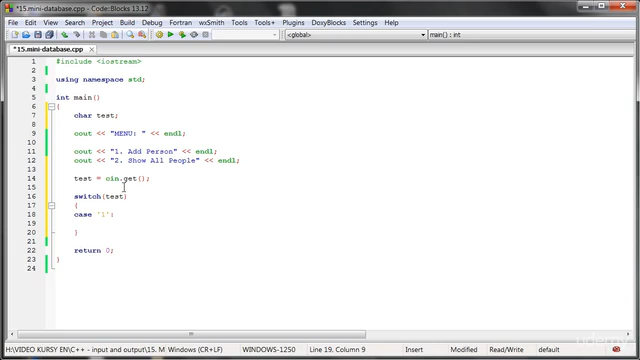 *15.mini-database.cpp - Code::Blocks 13.12
File Edit View Search Project Build Debug Fortran wxSmith Tools Tools+ Plugins DoxyBlocks Settings Help
<global> main() : int
*15.mini-database.cpp
1 #include <iostream>
2
3 using namespace std;
4
5 int main()
6 {
7 char test;
8
9 cout << "MENU: " << endl;
10
11 cout << "1. Add Person" << endl;
12 cout << "2. Show All People" << endl;
13
14 test = cin.get();
15
16 switch(test)
17 {
18 case '1':
19
20 }
21
22 return 0;
23 }
24
H:\VIDEO KURSY EN\C++ - input and output\15. M Windows (CR+LF) WINDOWS-1250 Line 19, Column 9 Insert Modified Read/Write default
udemy